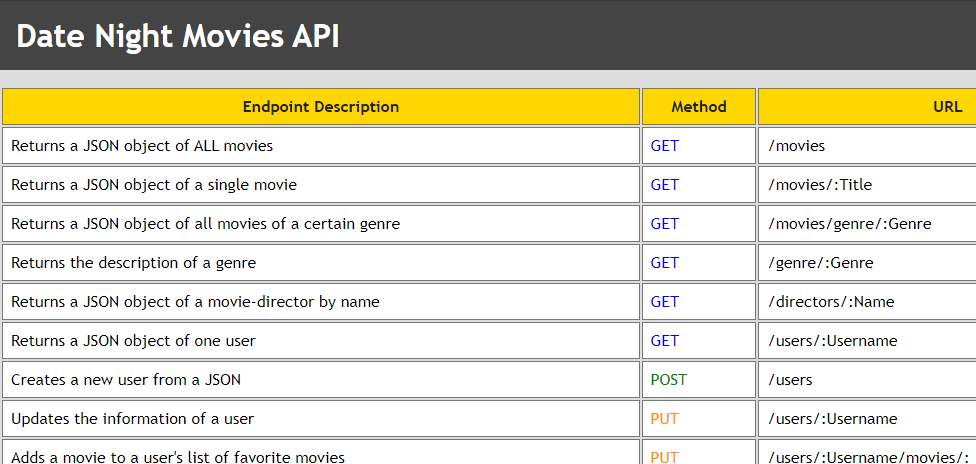 Date Night Movies API
Endpoint Description Method URL
Returns a JSON object of ALL movies GET /movies
Returns a JSON object of a single movie GET /movies/:Title
Returns a JSON object of all movies of a certain genre GET /movies/genre/:Genre
Returns the description of a genre GET /genre/:Genre
Returns a JSON object of a movie-director by name GET /directors/:Name
Returns a JSON object of one user GET /users/:Username
Creates a new user from a JSON POST /users
Updates the information of a user PUT /users/:Username
Adds a movie to a user's list of favorite movies PUT /users/:Username/movies/: